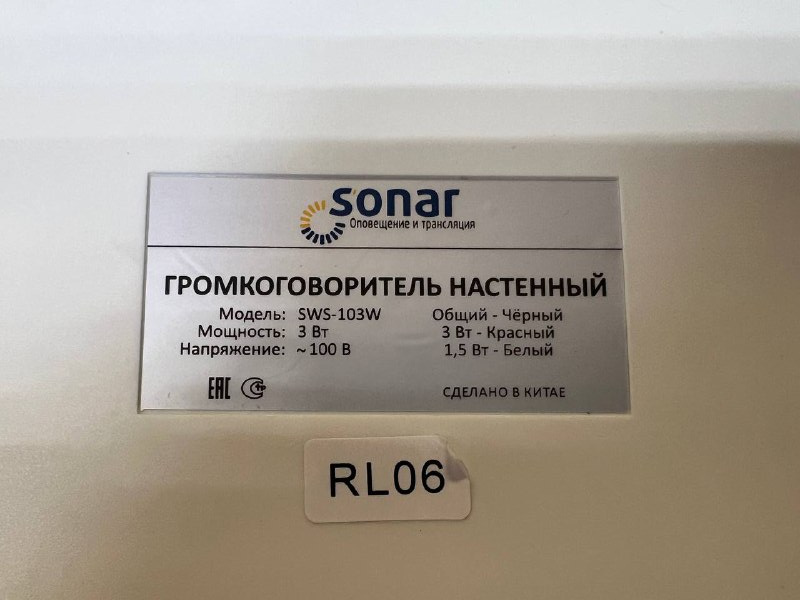 sonar
Оповещение и трансляция
ГРОМКОГОВОРИТЕЛЬ НАСТЕННЫЙ
Модель: SWS-103W Общий - Чёрный
Мощность: 3 Вт 3 Вт - Красный
Напряжение: ~ 100 В 1,5 Вт - Белый
ЕАС СДЕЛАНО В КИТАЕ
RL06